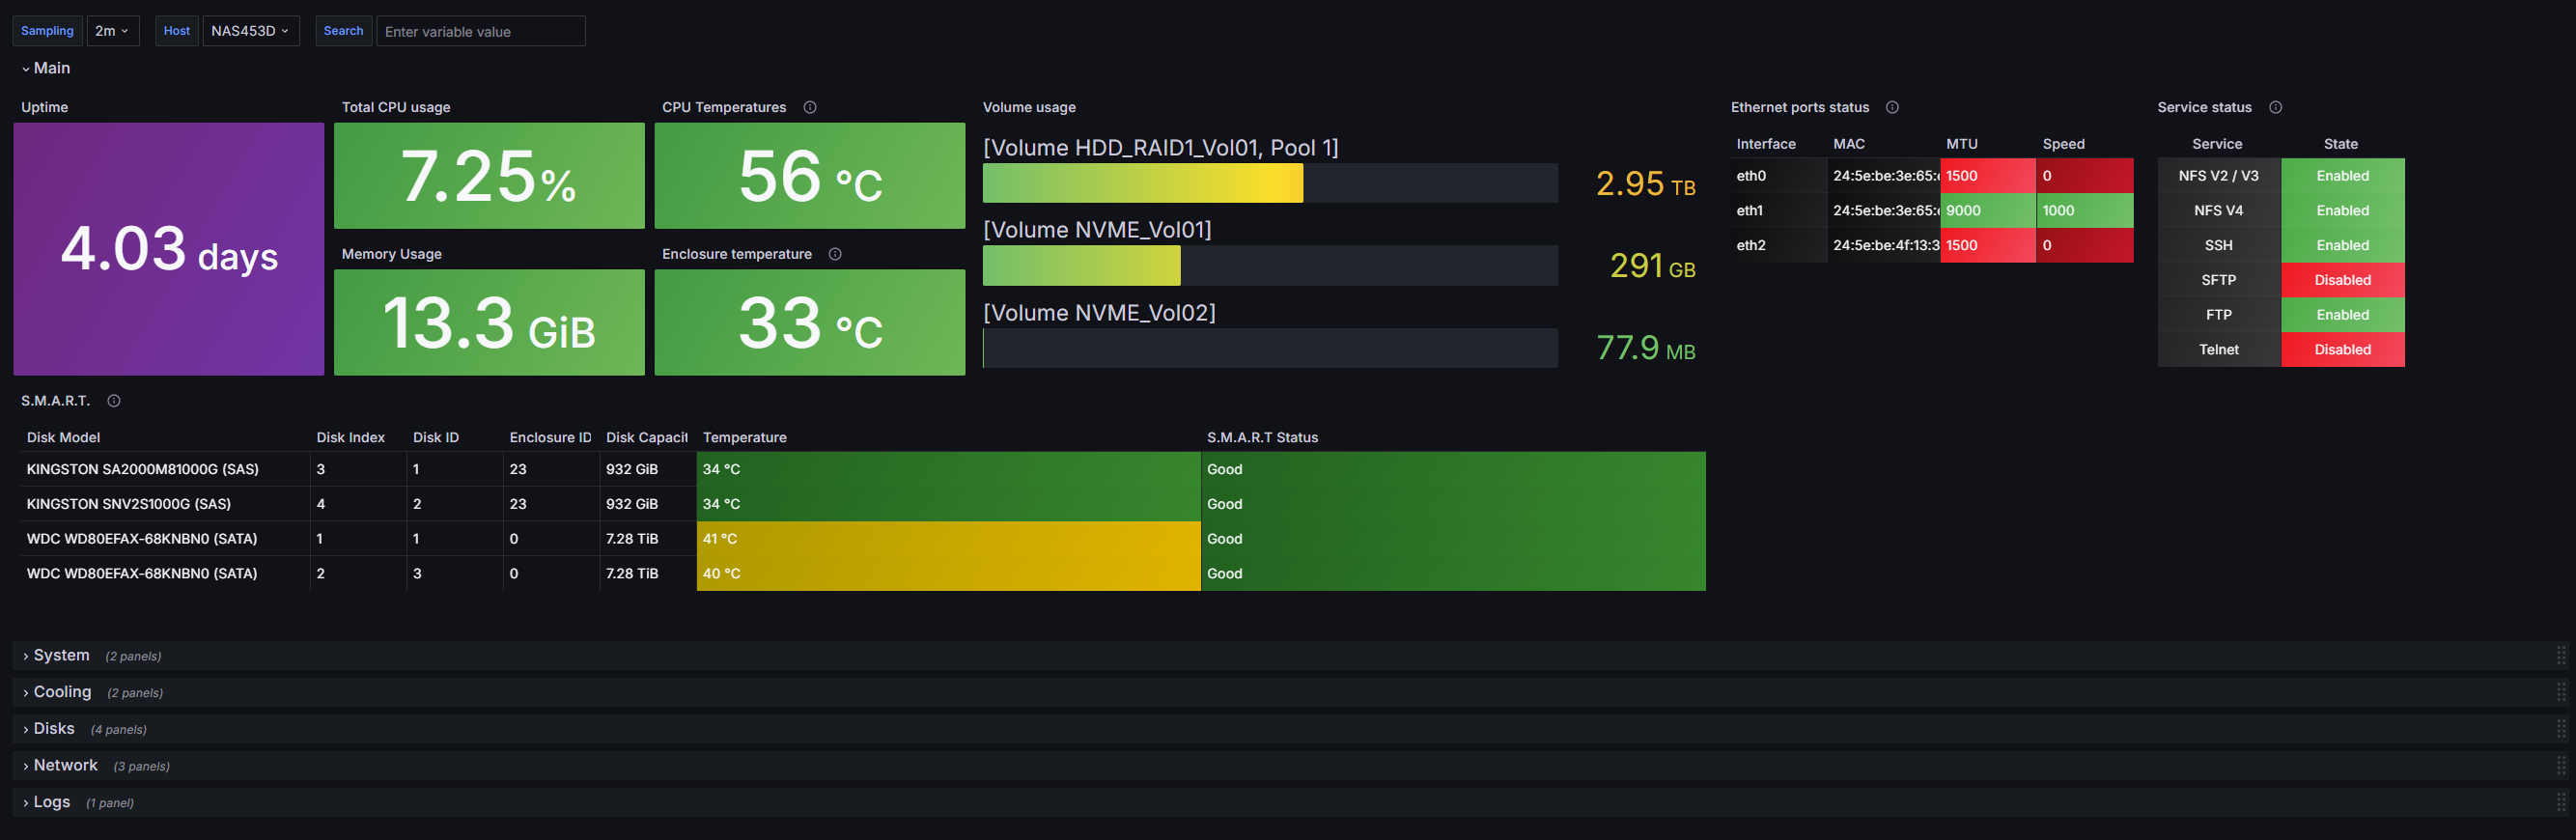 Sampling 2m Host NAS453D Search Enter variable value
Main
Uptime
4.03 days
Total CPU usage
7.25%
CPU Temperatures
56 °C
Memory Usage
13.3 GiB
Enclosure temperature
33 °C
Volume usage
[Volume HDD_RAID1_Vol01, Pool 1]
2.95 TB
[Volume NVME_Vol01]
291 GB
[Volume NVME_Vol02]
77.9 MB
Ethernet ports status
Interface MAC MTU Speed
eth0 24:5e:be:3e:65: 1500 0
eth1 24:5e:be:3e:65: 9000 1000
eth2 24:5e:be:4f:13:3 1500 0
Service status
Service State
NFS V2 / V3 Enabled
NFS V4 Enabled
SSH Enabled
SFTP Disabled
FTP Enabled
Telnet Disabled
S.M.A.R.T.
Disk Model Disk Index Disk ID Enclosure ID Disk Capacit Temperature S.M.A.R.T Status
KINGSTON SA2000M81000G (SAS) 3 1 23 932 GiB 34 °C Good
KINGSTON SNV2S1000G (SAS) 4 2 23 932 GiB 34 °C Good
WDC WD80EFAX-68KNBN0 (SATA) 1 1 0 7.28 TiB 41 °C Good
WDC WD80EFAX-68KNBN0 (SATA) 2 3 0 7.28 TiB 40 °C Good
System (2 panels)
Cooling (2 panels)
Disks (4 panels)
Network (3 panels)
Logs (1 panel)